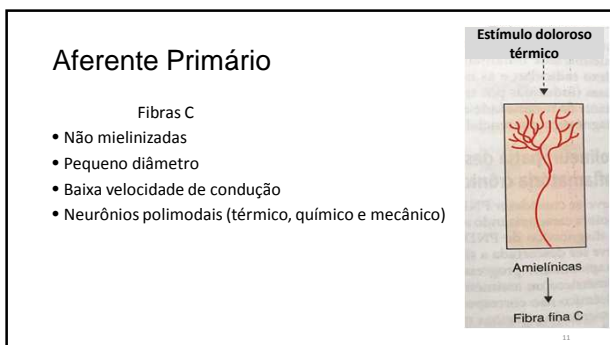 Aferente Primário
Fibras C
• Não mielinizadas
• Pequeno diâmetro
• Baixa velocidade de condução
• Neurônios polimodais (térmico, químico e mecânico)
Estímulo doloroso
térmico
Amielínicas
Fibra fina C
11